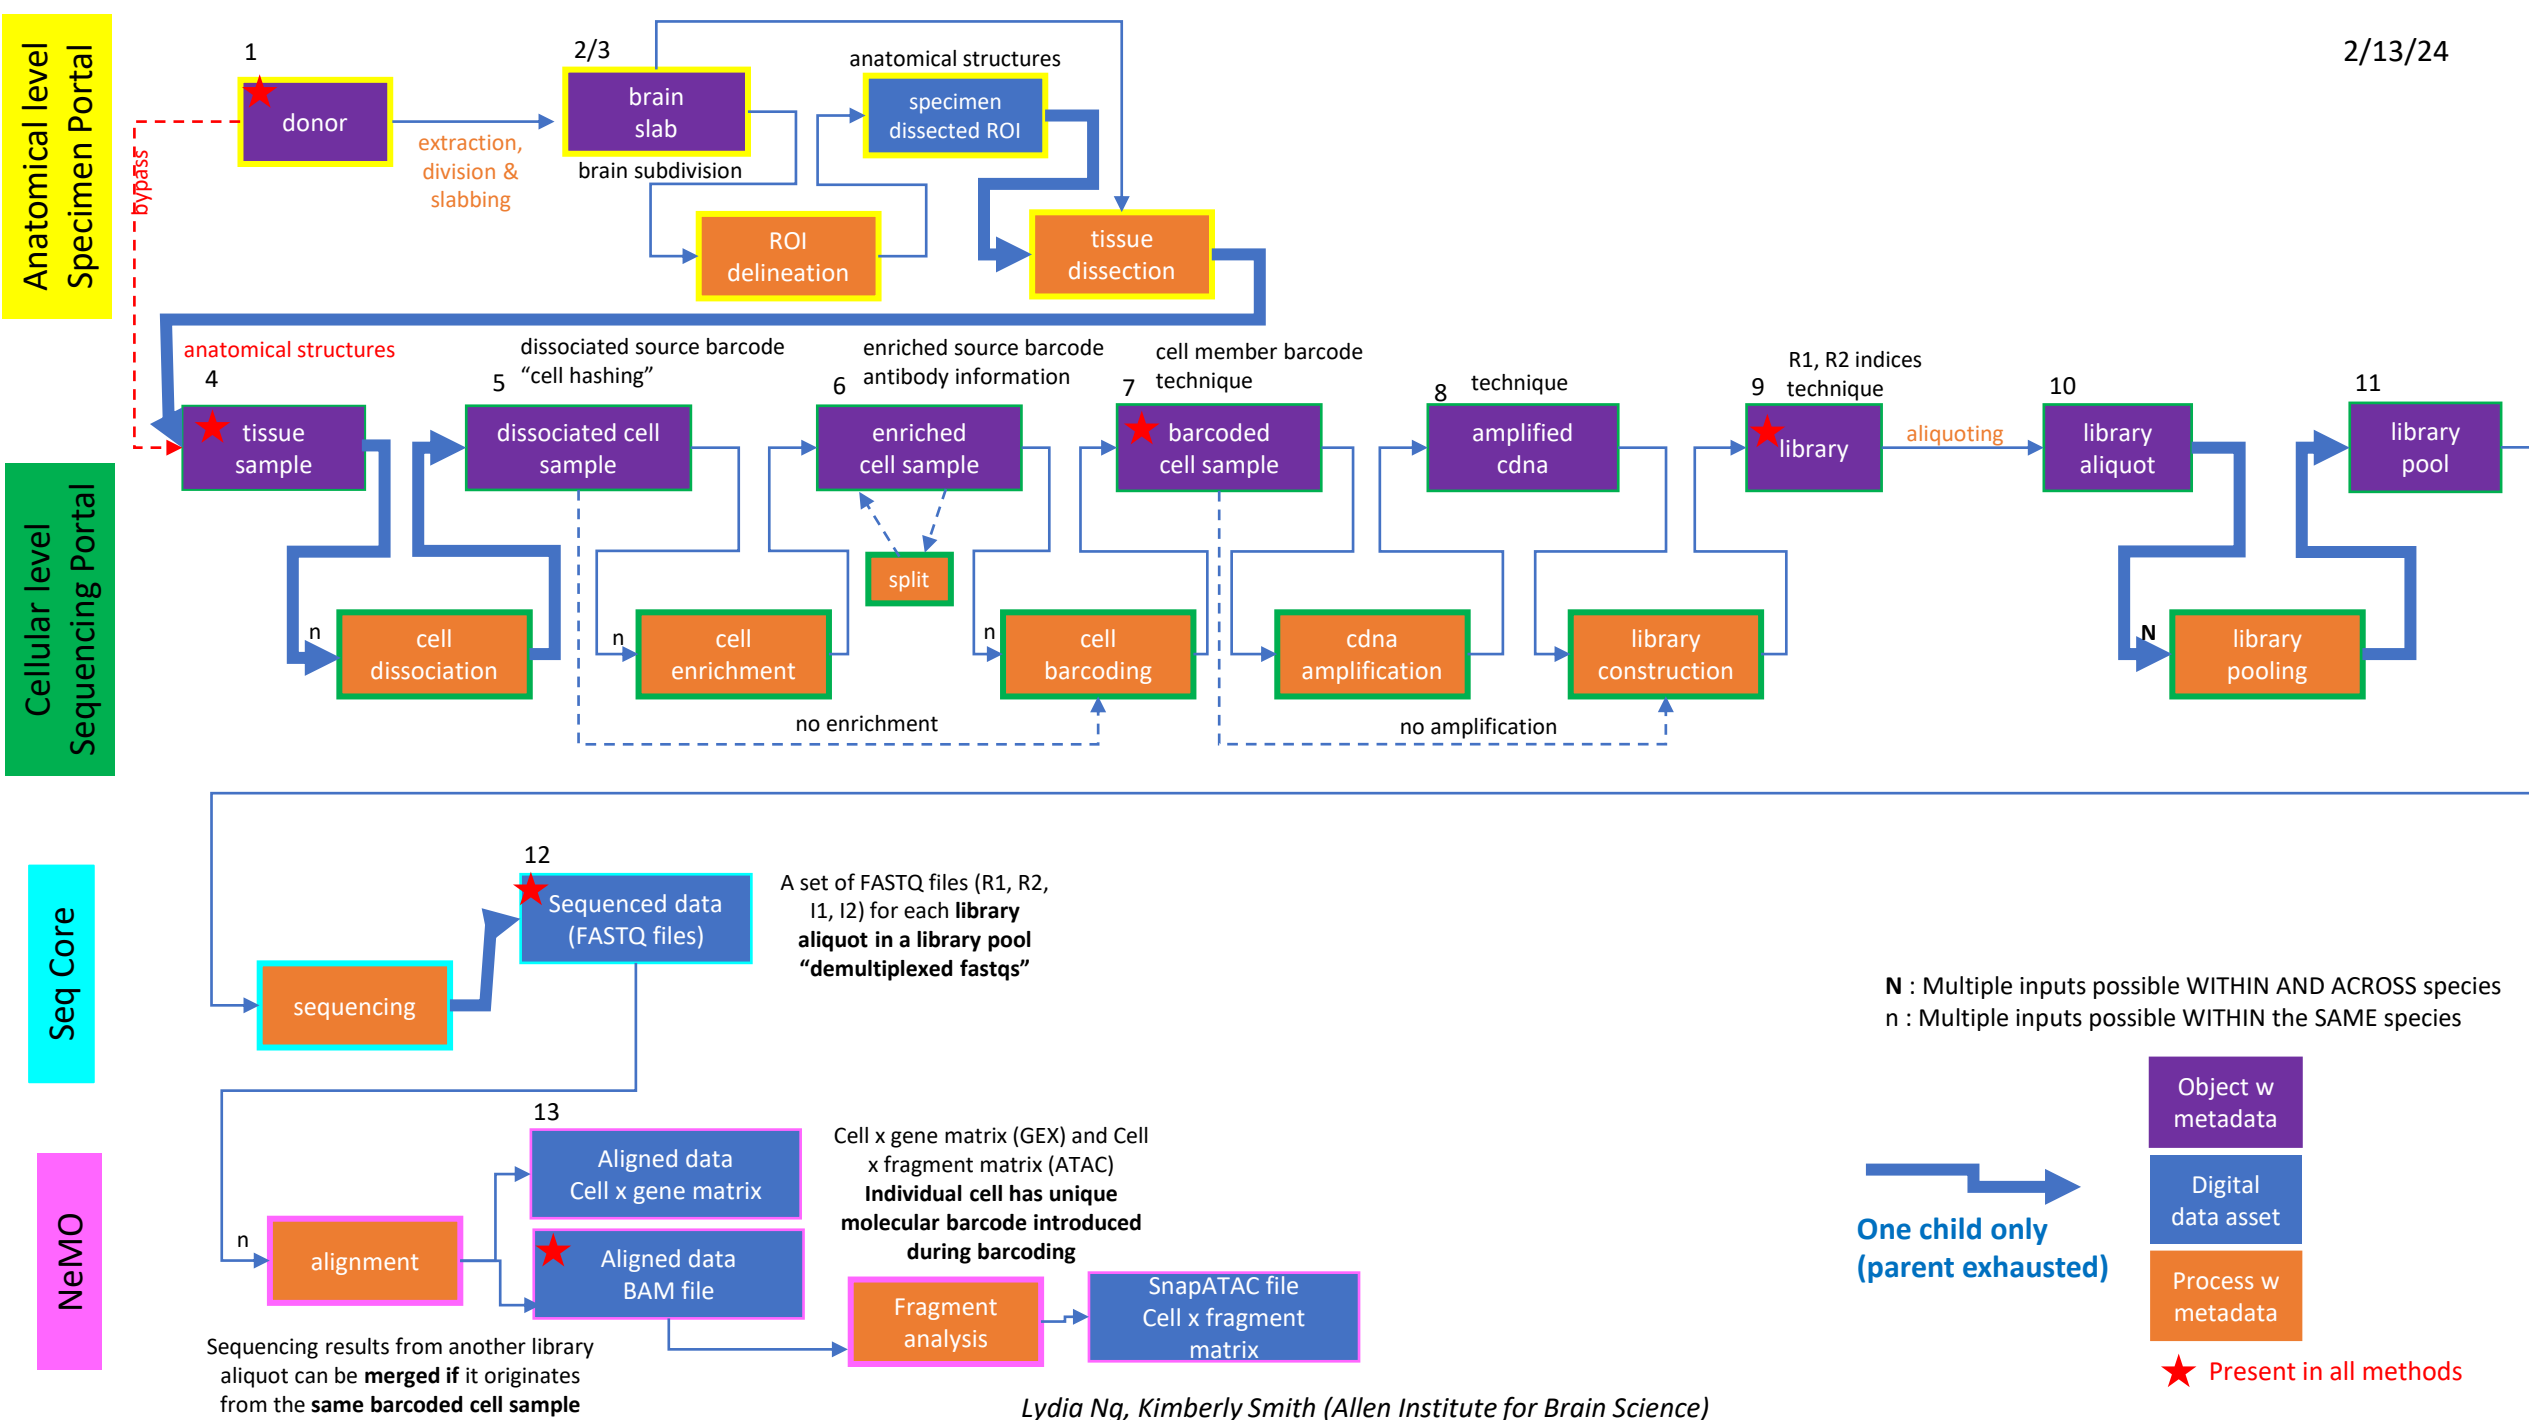 Anatomical level
Specimen Portal
1
donor
bypass
extraction,
division &
slabbing
2/3
brain
slab
brain subdivision
ROI
delineation
anatomical structures
specimen
dissected ROI
tissue
dissection
2/13/24
Cellular level
Sequencing Portal
anatomical structures
4
tissue
sample
n
cell
dissociation
dissociated source barcode
"cell hashing"
5
dissociated cell
sample
n
cell
enrichment
no enrichment
enriched source barcode
antibody information
6
enriched
cell sample
split
n
cell
barcoding
cell member barcode
technique
7
barcoded
cell sample
cdna
amplification
no amplification
technique
8
amplified
cdna
library
construction
R1, R2 indices
technique
9
library
aliquoting
10
library
aliquot
N
library
pooling
11
library
pool
Seq Core
sequencing
12
Sequenced data
(FASTQ files)
A set of FASTQ files (R1, R2,
I1, I2) for each library
aliquot in a library pool
“demultiplexed fastqs”
N : Multiple inputs possible WITHIN AND ACROSS species
n : Multiple inputs possible WITHIN the SAME species
NeMO
n
alignment
13
Aligned data
Cell x gene matrix
Aligned data
BAM file
Cell x gene matrix (GEX) and Cell
x fragment matrix (ATAC)
Individual cell has unique
molecular barcode introduced
during barcoding
Fragment
analysis
SnapATAC file
Cell x fragment
matrix
Sequencing results from another library
aliquot can be merged if it originates
from the same barcoded cell sample
One child only
(parent exhausted)
Object w
metadata
Digital
data asset
Process w
metadata
Present in all methods
Lydia Ng, Kimberly Smith (Allen Institute for Brain Science)